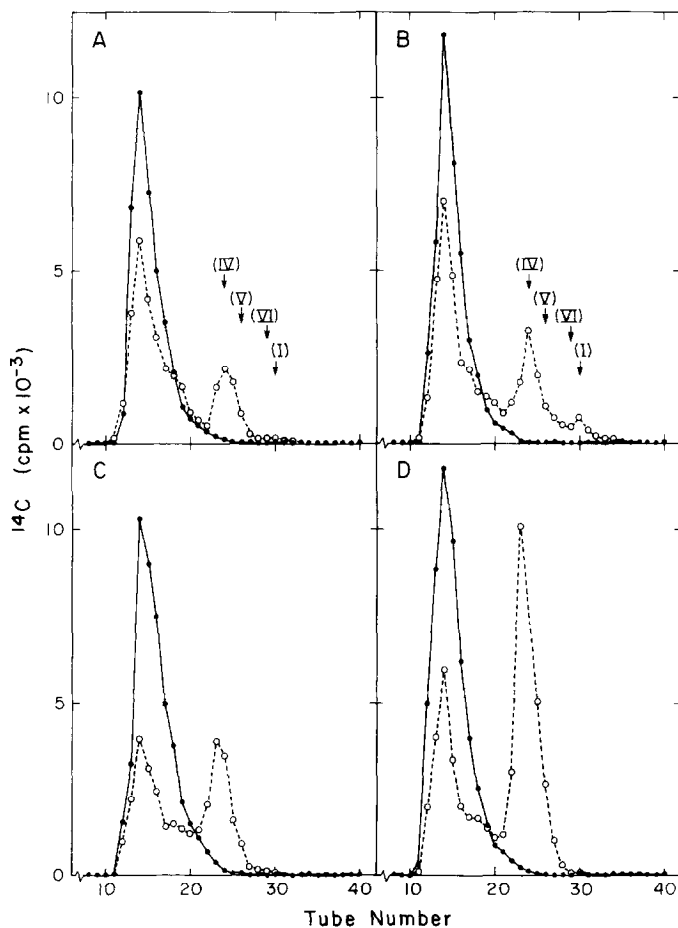 A
B
10
(IV)
(V)
(VI)
(I)
(IV)
(V)
(VI)
(I)
5
0
C
D
10
5
0
10
20
30
40
10
20
30
40
¹⁴C (cpm x 10⁻³)
Tube Number